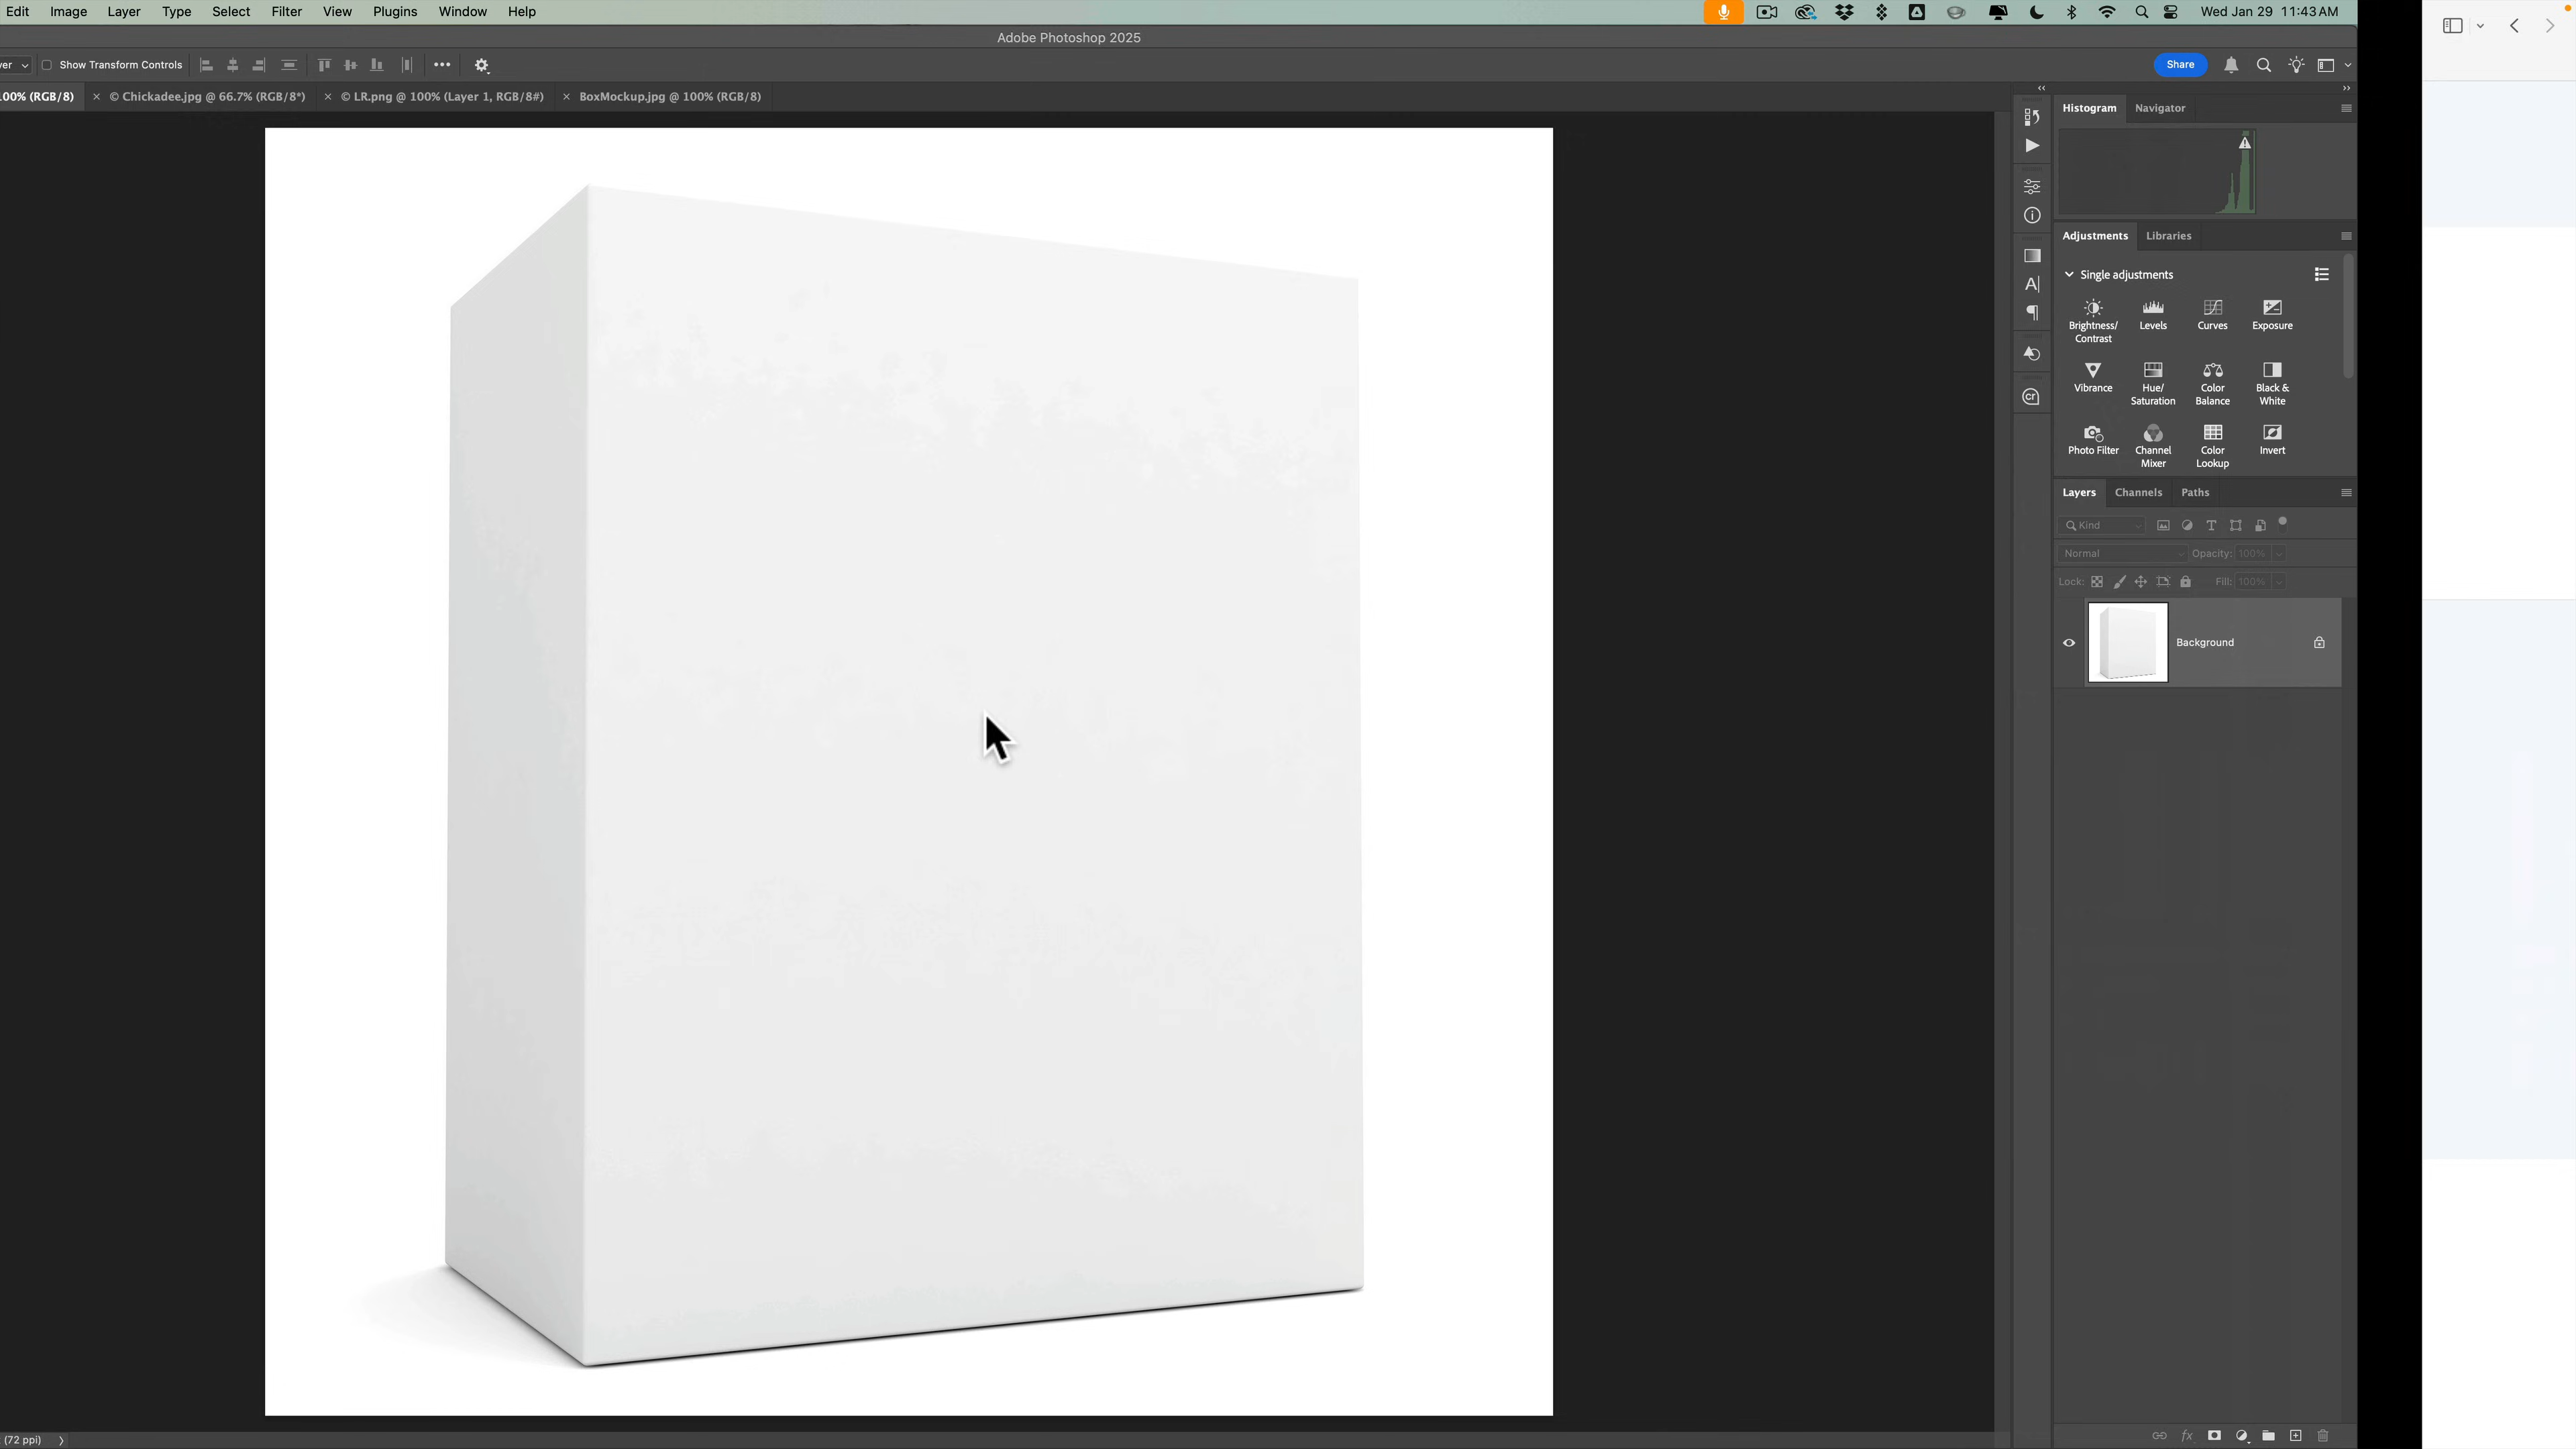 Edit Image Layer Type Select Filter View Plugins Window Help Wed Jan 29 11:43 AM
Adobe Photoshop 2025
Show Transform Controls Share
100% (RGB/8) × © Chickadee.jpg @ 66.7% (RGB/8*) × © LR.png @ 100% (Layer 1, RGB/8#) × BoxMockup.jpg @ 100% (RGB/8)
Histogram Navigator
Adjustments Libraries
Single adjustments
Brightness/
Contrast
Levels
Curves
Exposure
Vibrance
Hue/
Saturation
Color
Balance
Black &
White
Photo Filter
Channel
Mixer
Color
Lookup
Invert
Layers Channels Paths
Kind
Normal Opacity: 100%
Lock: Fill: 100%
Background
fx
(72 ppi)